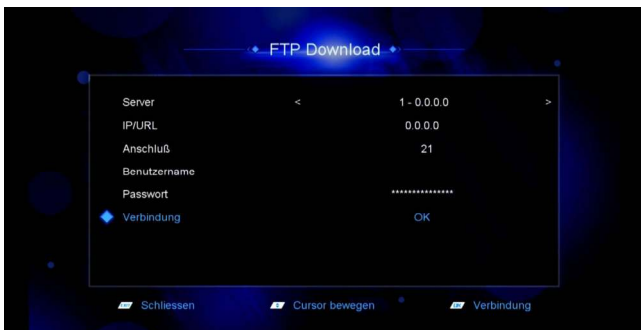 FTP Download
Server < 1 - 0.0.0.0 >
IP/URL 0.0.0.0
Anschluß 21
Benutzername
Passwort ***************
Verbindung OK
Schliessen Cursor bewegen Verbindung